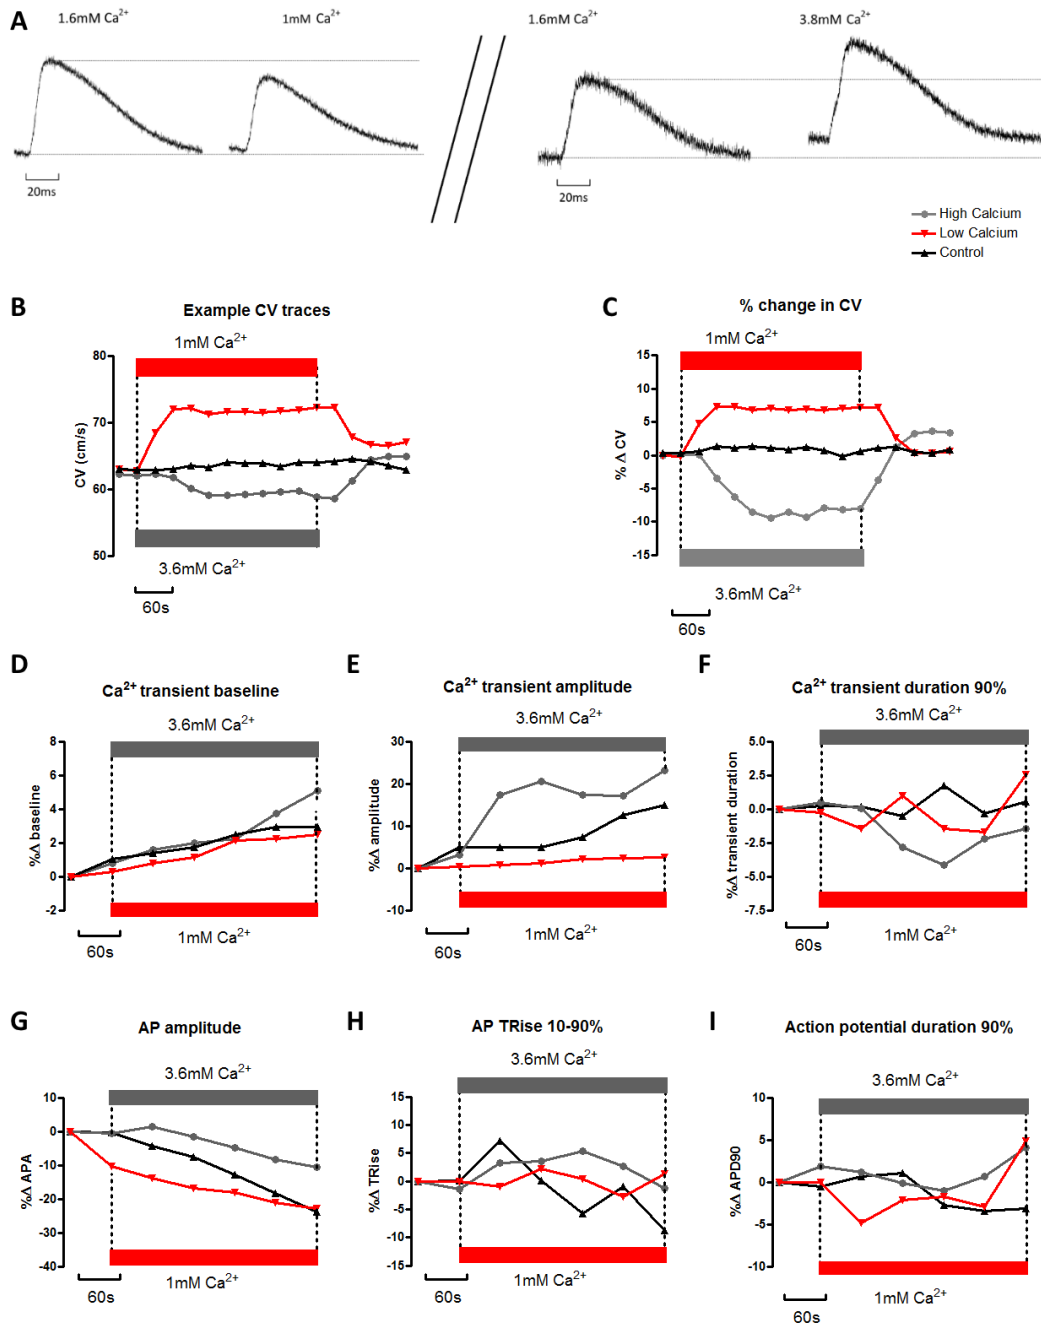 A
1.6mM Ca²⁺
1mM Ca²⁺
1.6mM Ca²⁺
3.8mM Ca²⁺
20ms
20ms
High Calcium
Low Calcium
Control
B
Example CV traces
1mM Ca²⁺
80
70
60
50
CV (cm/s)
3.6mM Ca²⁺
60s
C
% change in CV
1mM Ca²⁺
15
10
5
0
-5
-10
-15
% Δ CV
3.6mM Ca²⁺
60s
D
Ca²⁺ transient baseline
3.6mM Ca²⁺
8
6
4
2
0
-2
%Δ baseline
1mM Ca²⁺
60s
E
Ca²⁺ transient amplitude
3.6mM Ca²⁺
30
20
10
0
-10
%Δ amplitude
1mM Ca²⁺
60s
F
Ca²⁺ transient duration 90%
3.6mM Ca²⁺
5.0
2.5
0.0
-2.5
-5.0
-7.5
%Δ transient duration
1mM Ca²⁺
60s
G
AP amplitude
3.6mM Ca²⁺
10
0
-10
-20
-30
-40
%Δ APA
1mM Ca²⁺
60s
H
AP TRise 10-90%
3.6mM Ca²⁺
15
10
5
0
-5
-10
-15
%Δ TRise
1mM Ca²⁺
60s
I
Action potential duration 90%
3.6mM Ca²⁺
10
5
0
-5
-10
%Δ APD90
1mM Ca²⁺
60s